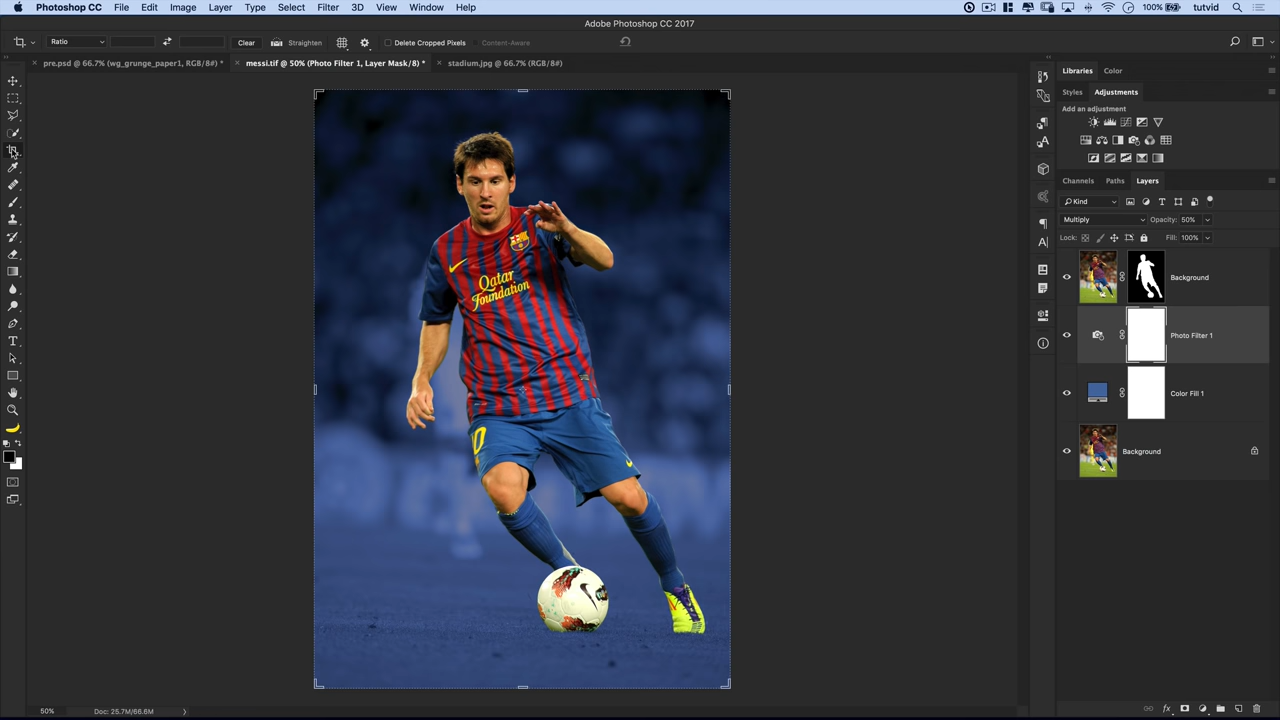 Photoshop CC File Edit Image Layer Type Select Filter 3D View Window Help 100% tutvid
Adobe Photoshop CC 2017
Ratio Clear Straighten Delete Cropped Pixels Content-Aware
× pre.psd @ 66.7% (wg_grunge_paper1, RGB/8#) * × messi.tif @ 50% (Photo Filter 1, Layer Mask/8) * × stadium.jpg @ 66.7% (RGB/8#)
Libraries Color
Styles Adjustments
Add an adjustment
Channels Paths Layers
Kind
Multiply Opacity: 50%
Lock: Fill: 100%
Background
Photo Filter 1
Color Fill 1
Background
Qatar
Foundation
10
50% Doc: 25.7M/66.6M